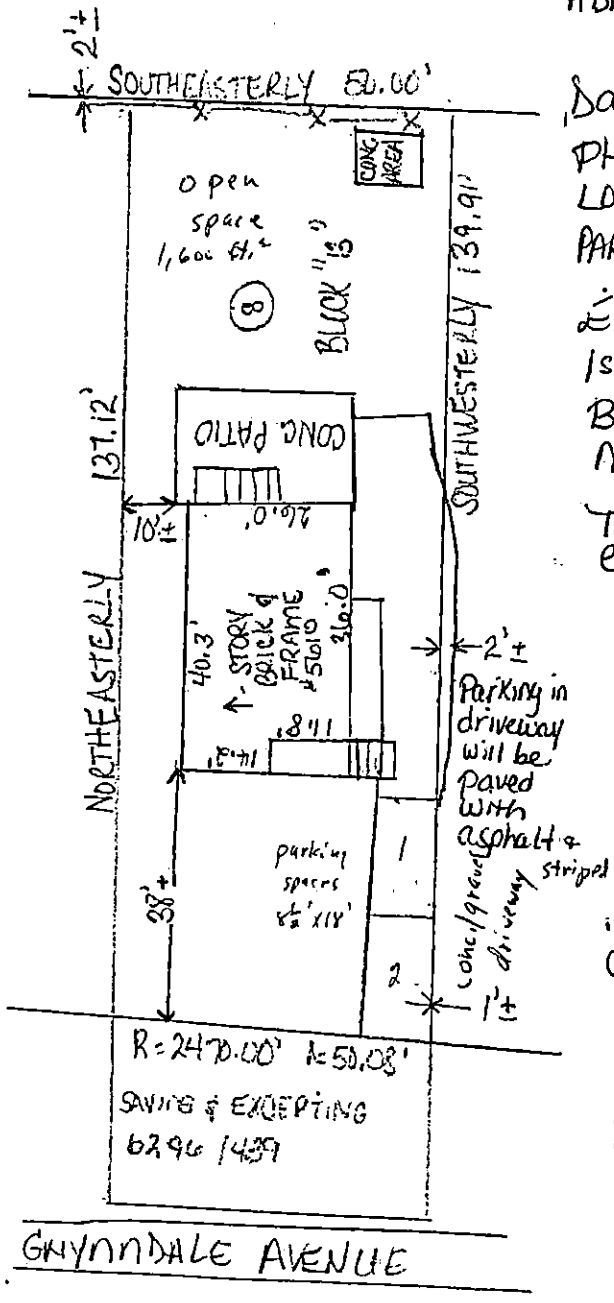 2'±
SOUTHEASTERLY 50.00'
open
space
1,600 ft.²
CONC
AREA
8
BLOCK "13"
137.12'
SOUTHWESTERLY 139.91'
CONC. PATIO
10'±
26.0'
NORTHEASTERLY
40.3'
STORY
BRICK &
FRAME
#5610
36.0'
2'±
11.8'
14.2'
Parking in
driveway
will be
paved
with
asphalt &
striped
38'±
parking
spaces
8½' X18'
1
2
conc./gravel
driveway
1'±
R=2470.00' A=50.08'
SAVING & EXCEPTING
6296 /439
GWYNNDALE AVENUE